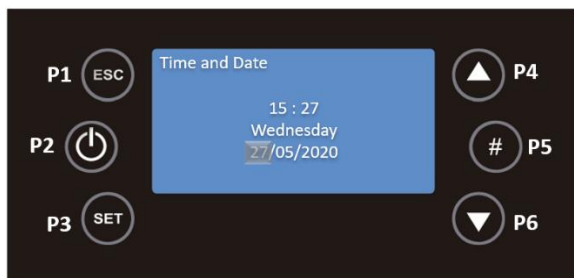 P1 ESC
P2
P3 SET
Time and Date
15 : 27
Wednesday
27/05/2020
P4
# P5
P6